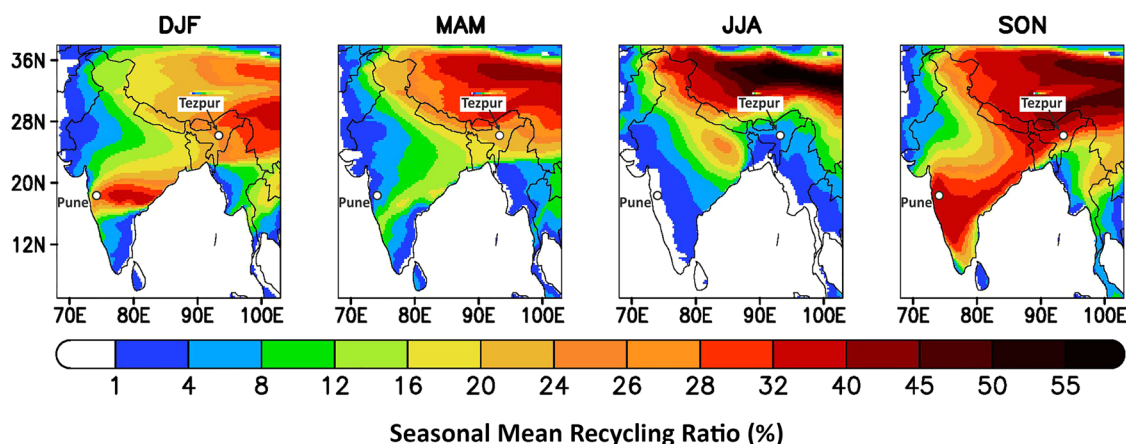 DJF MAM JJA SON
36N
28N
20N
12N
Tezpur Tezpur Tezpur Tezpur
Pune Pune Pune Pune
70E 80E 90E 100E 70E 80E 90E 100E 70E 80E 90E 100E 70E 80E 90E 100E
1 4 8 12 16 20 24 26 28 32 40 45 50 55
Seasonal Mean Recycling Ratio (%)